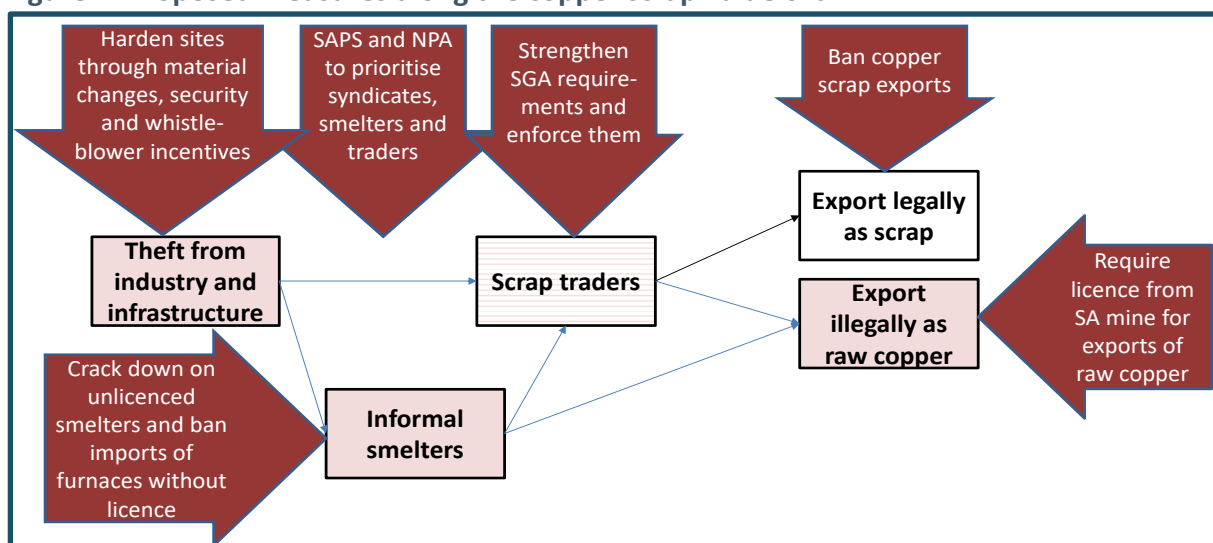 Harden sites
through material
changes, security
and whistle-
blower incentives
SAPS and NPA
to prioritise
syndicates,
smelters and
traders
Strengthen
SGA require-
ments and
enforce them
Ban copper
scrap exports
Theft from
industry and
infrastructure
Scrap traders
Export legally
as scrap
Export
illegally as
raw copper
Require
licence from
SA mine for
exports of
raw copper
Crack down on
unlicenced
smelters and ban
imports of
furnaces without
licence
Informal
smelters